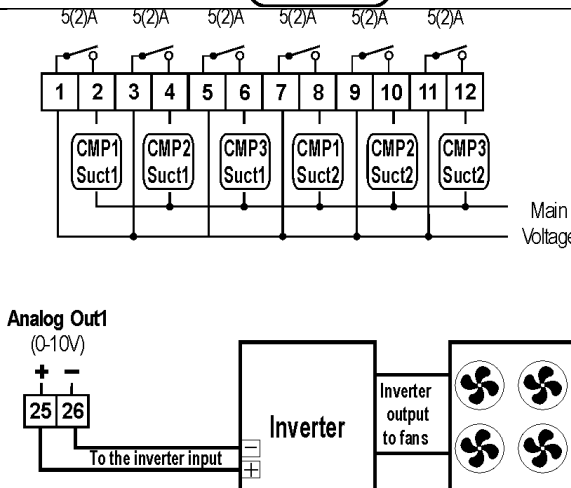 5(2)A 5(2)A 5(2)A 5(2)A 5(2)A 5(2)A
1 2 3 4 5 6 7 8 9 10 11 12
CMP1 CMP2 CMP3 CMP1 CMP2 CMP3
Suct1 Suct1 Suct1 Suct2 Suct2 Suct2
Main
Voltage
Analog Out1
(0-10V)
+ −
25 26
Inverter
Inverter
output
to fans
To the inverter input
−
+